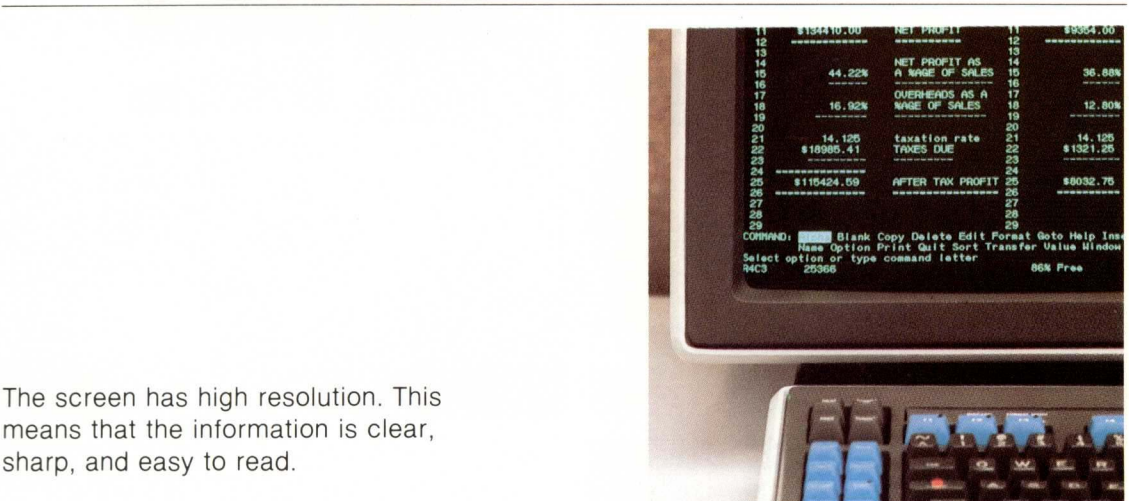 11 $134410.00 NET PROFIT 11 $9354.00
12 12
13 13
14 NET PROFIT AS 14
15 44.22% A %AGE OF SALES 15 36.88%
16 16
17 OVERHEADS AS A 17
18 16.92% %AGE OF SALES 18 12.80%
19 19
20 20
21 14.125 taxation rate 21 14.125
22 $18985.41 TAXES DUE 22 $1321.25
23 23
24 24
25 $115424.59 AFTER TAX PROFIT 25 $8032.75
26 26
27 27
28 28
29 29
COMMAND: Blank Copy Delete Edit Format Goto Help Inse
Name Option Print Quit Sort Transfer Value Window
Select option or type command letter
R4C3 25366 86% Free
The screen has high resolution. This
means that the information is clear,
sharp, and easy to read.
Q W E R